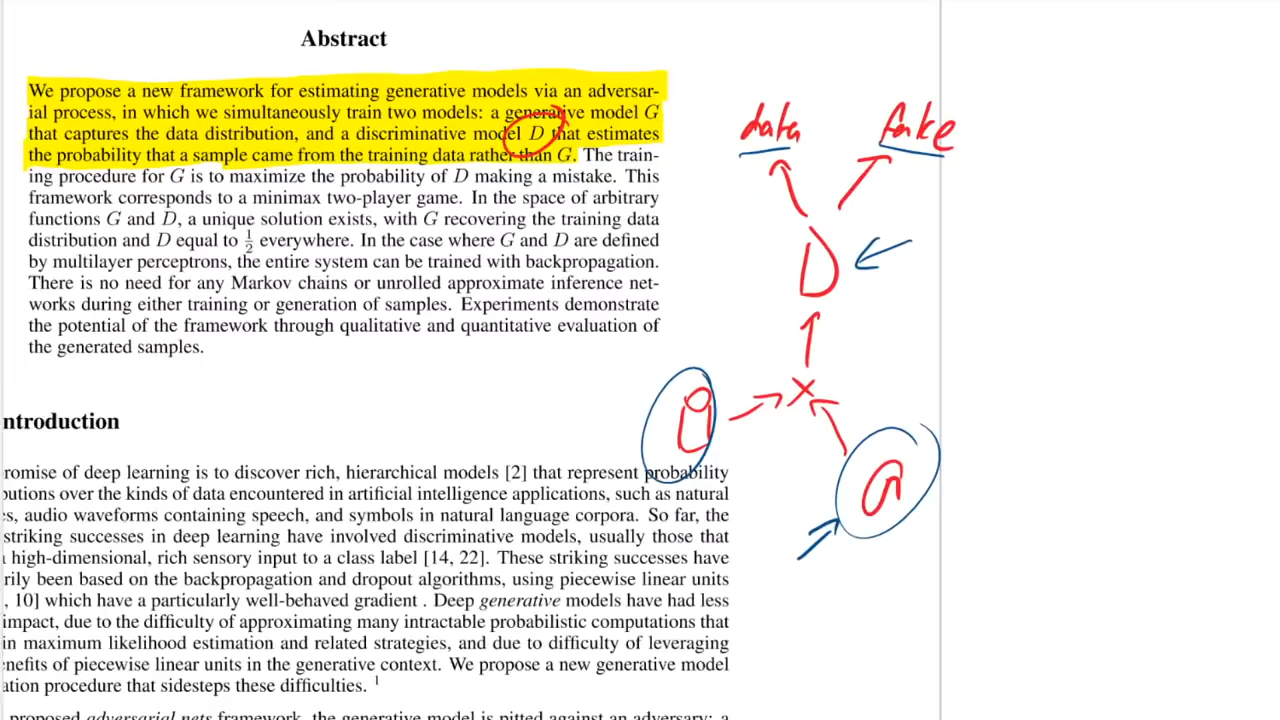 Abstract
We propose a new framework for estimating generative models via an adversar-
ial process, in which we simultaneously train two models: a generative model G
that captures the data distribution, and a discriminative model D that estimates
the probability that a sample came from the training data rather than G. The train-
ing procedure for G is to maximize the probability of D making a mistake. This
framework corresponds to a minimax two-player game. In the space of arbitrary
functions G and D, a unique solution exists, with G recovering the training data
distribution and D equal to 1/2 everywhere. In the case where G and D are defined
by multilayer perceptrons, the entire system can be trained with backpropagation.
There is no need for any Markov chains or unrolled approximate inference net-
works during either training or generation of samples. Experiments demonstrate
the potential of the framework through qualitative and quantitative evaluation of
the generated samples.
data fake
D
x
G
ntroduction
romise of deep learning is to discover rich, hierarchical models [2] that represent probability
butions over the kinds of data encountered in artificial intelligence applications, such as natural
s, audio waveforms containing speech, and symbols in natural language corpora. So far, the
striking successes in deep learning have involved discriminative models, usually those that
high-dimensional, rich sensory input to a class label [14, 22]. These striking successes have
rily been based on the backpropagation and dropout algorithms, using piecewise linear units
, 10] which have a particularly well-behaved gradient . Deep generative models have had less
impact, due to the difficulty of approximating many intractable probabilistic computations that
in maximum likelihood estimation and related strategies, and due to difficulty of leveraging
nefits of piecewise linear units in the generative context. We propose a new generative model
ation procedure that sidesteps these difficulties. 1
proposed adversarial nets framework, the generative model is pitted against an adversary: a